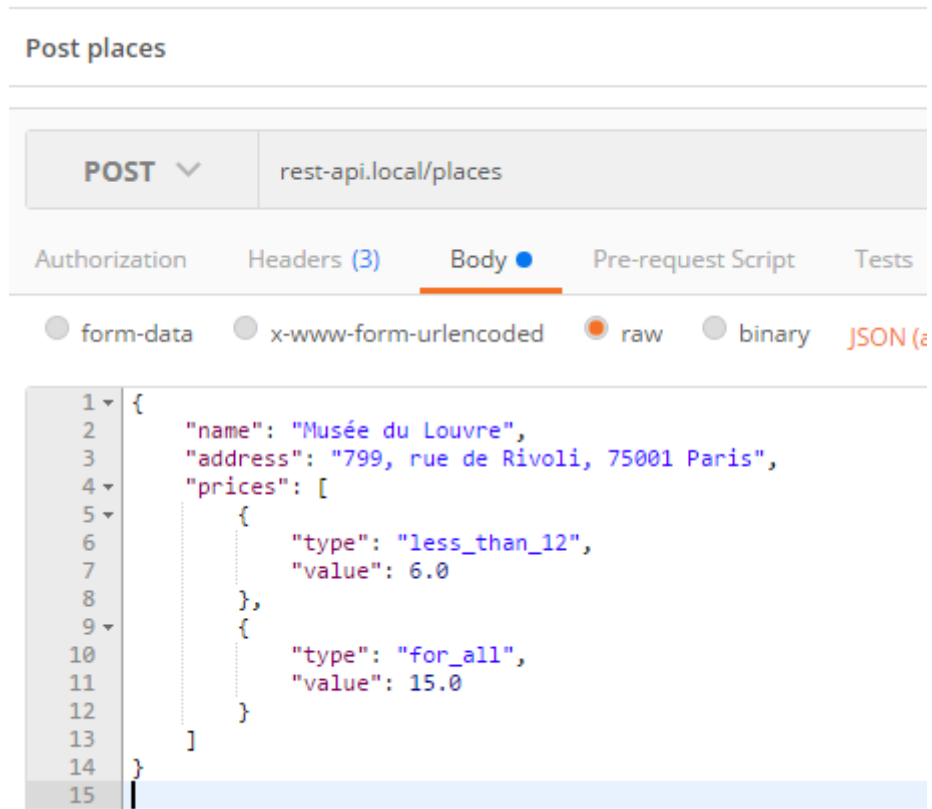 Post places
POST rest-api.local/places
Authorization Headers (3) Body Pre-request Script Tests
form-data x-www-form-urlencoded raw binary JSON (a
1 {
2 "name": "Musée du Louvre",
3 "address": "799, rue de Rivoli, 75001 Paris",
4 "prices": [
5 {
6 "type": "less_than_12",
7 "value": 6.0
8 },
9 {
10 "type": "for_all",
11 "value": 15.0
12 }
13 ]
14 }
15